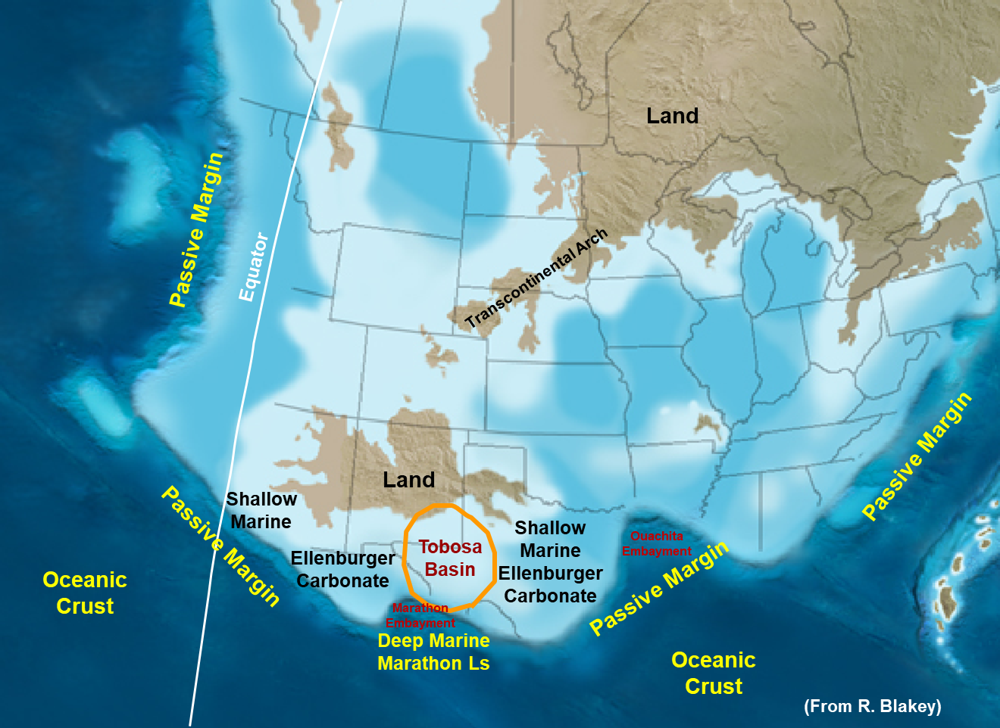 Land
Passive Margin
Equator
Transcontinental Arch
Passive Margin
Land
Shallow
Marine
Passive Margin
Ellenburger
Carbonate
Tobosa
Basin
Shallow
Marine
Ellenburger
Carbonate
Ouachita
Embayment
Passive Margin
Oceanic
Crust
Marathon
Embayment
Deep Marine
Marathon Ls
Oceanic
Crust
(From R. Blakey)